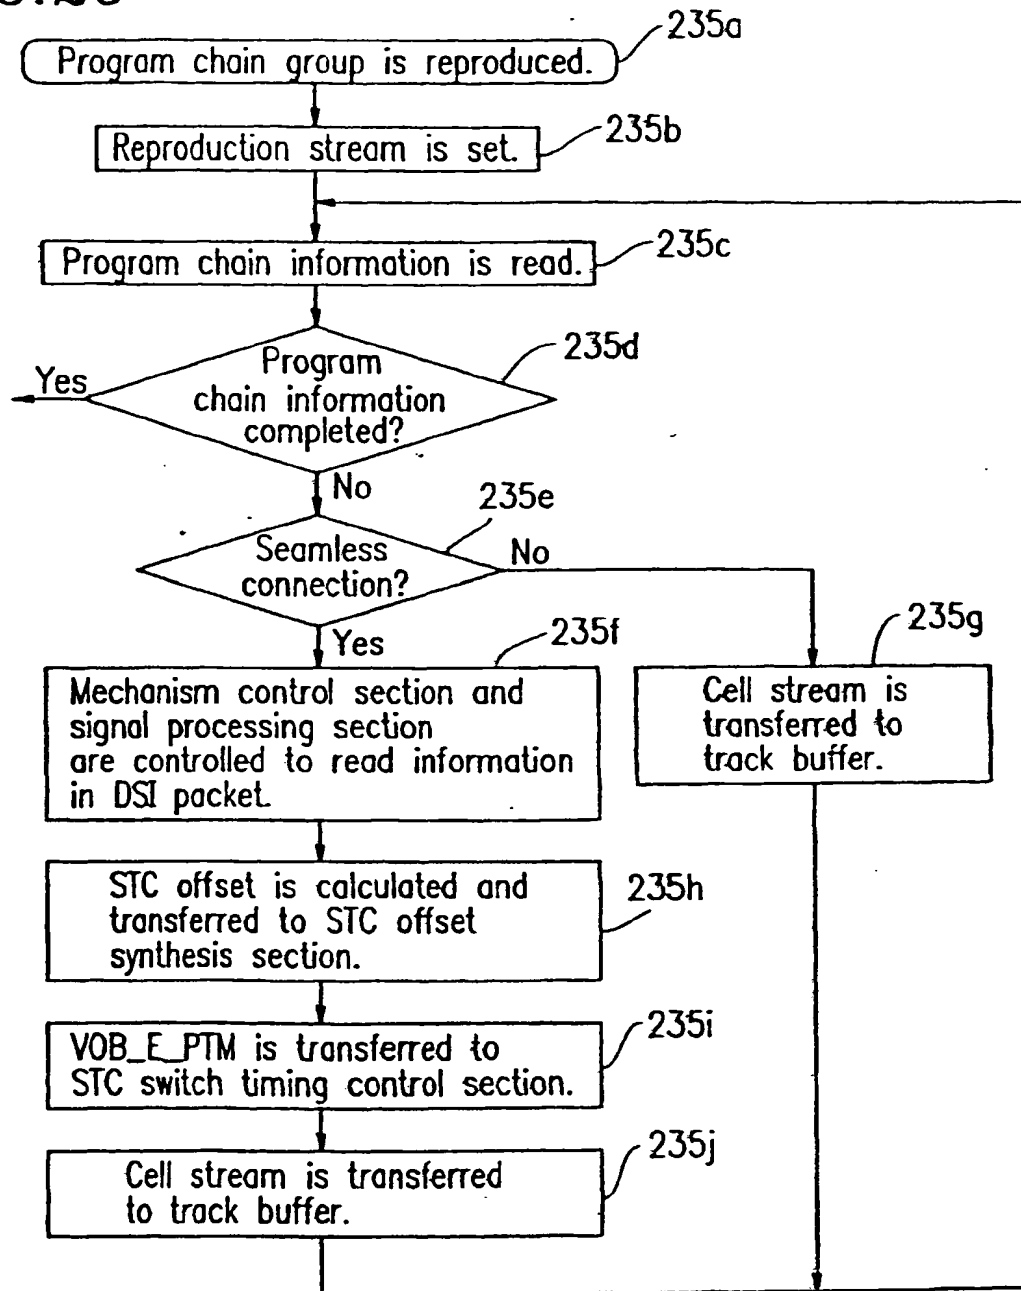 235a
Program chain group is reproduced.
235b
Reproduction stream is set.
235c
Program chain information is read.
235d
Program
chain information
completed?
Yes
No
235e
Seamless
connection?
No
Yes
235f
Mechanism control section and
signal processing section
are controlled to read information
in DSI packet.
235g
Cell stream is
transferred to
track buffer.
235h
STC offset is calculated and
transferred to STC offset
synthesis section.
235i
VOB_E_PTM is transferred to
STC switch timing control section.
235j
Cell stream is transferred
to track buffer.